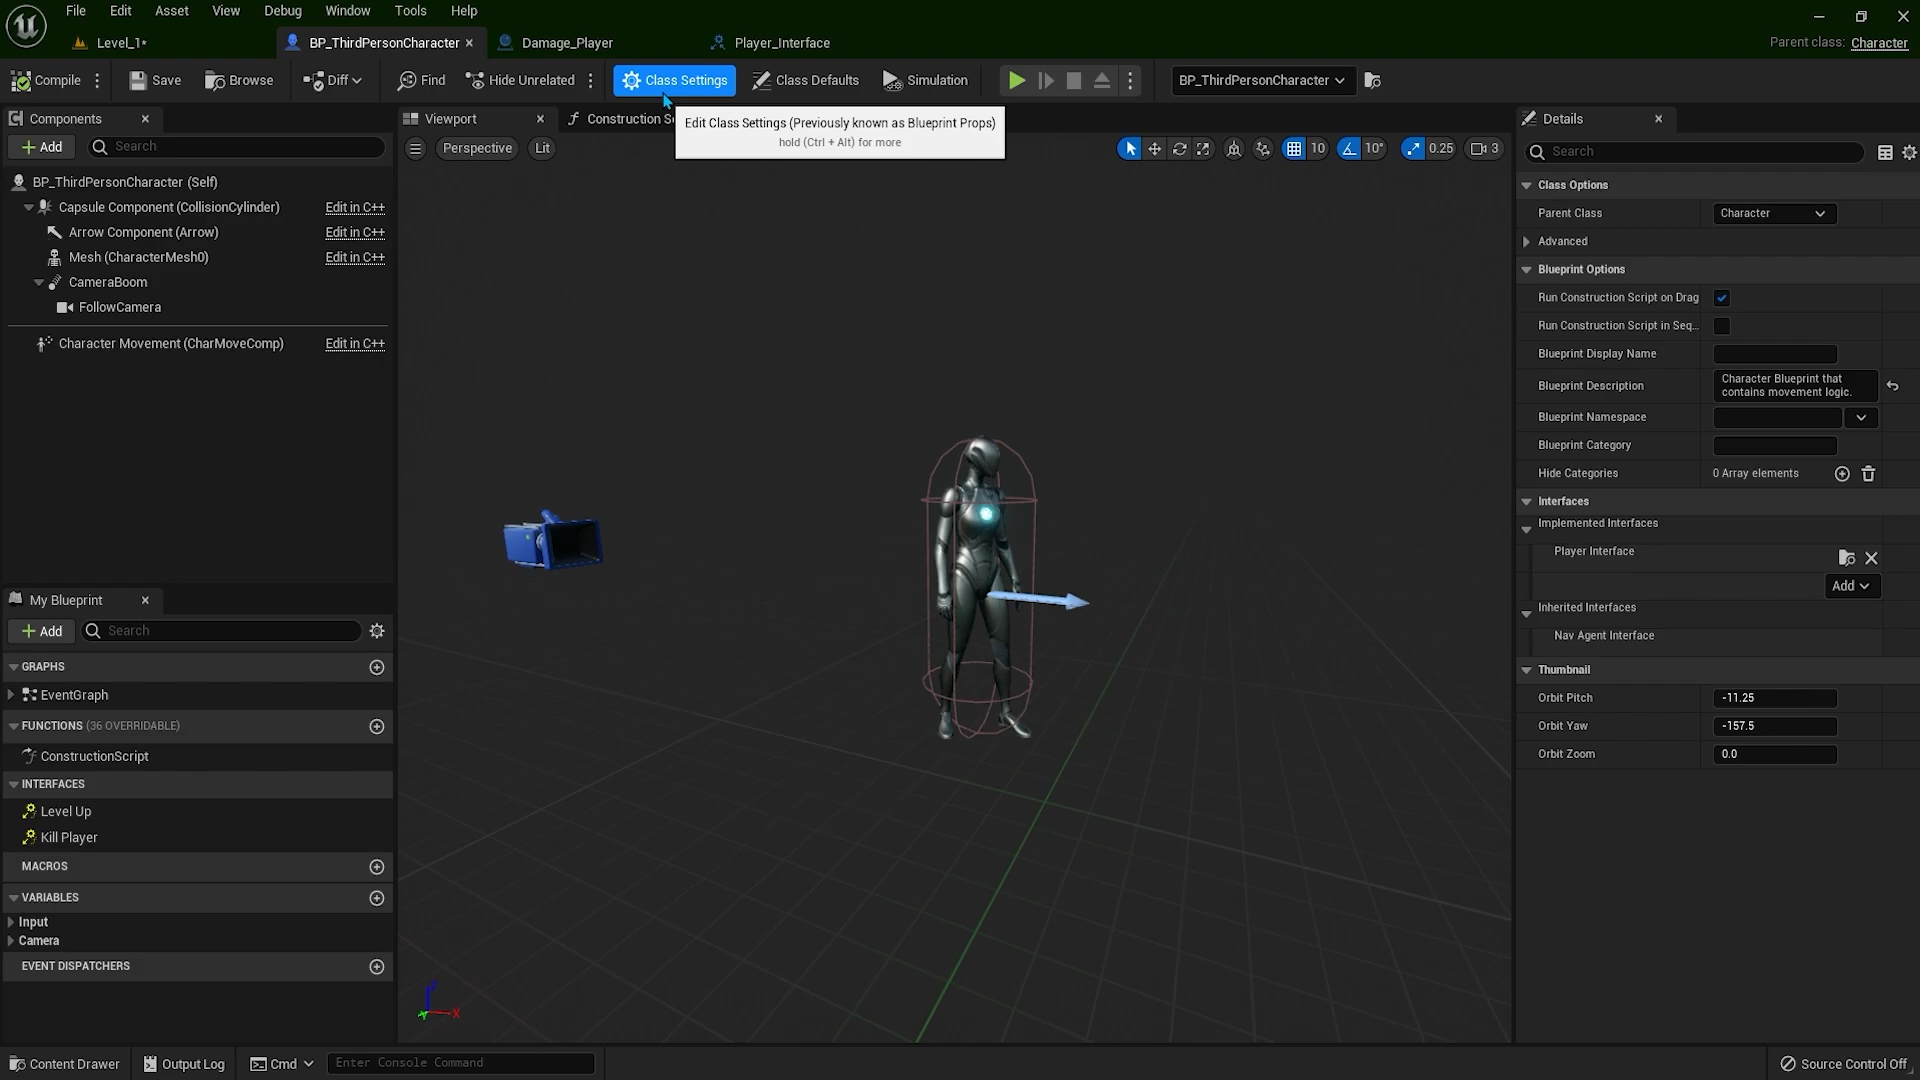 File Edit Asset View Debug Window Tools Help
Level_1* BP_ThirdPersonCharacter Damage_Player Player_Interface Parent class: Character
Compile Save Browse Diff Find Hide Unrelated Class Settings Class Defaults Simulation BP_ThirdPersonCharacter
Components
Add Search
BP_ThirdPersonCharacter (Self)
Capsule Component (CollisionCylinder) Edit in C++
Arrow Component (Arrow) Edit in C++
Mesh (CharacterMesh0) Edit in C++
CameraBoom
FollowCamera
Character Movement (CharMoveComp) Edit in C++
My Blueprint
Add Search
GRAPHS
EventGraph
FUNCTIONS (36 OVERRIDABLE)
ConstructionScript
INTERFACES
Level Up
Kill Player
MACROS
VARIABLES
Input
Camera
EVENT DISPATCHERS
Viewport Construction S
Edit Class Settings (Previously known as Blueprint Props)
hold (Ctrl + Alt) for more
Perspective Lit 10 10° 0.25 3
Z
X
Y
Details
Search
Class Options
Parent Class Character
Advanced
Blueprint Options
Run Construction Script on Drag
Run Construction Script in Seq...
Blueprint Display Name
Blueprint Description Character Blueprint that
contains movement logic.
Blueprint Namespace
Blueprint Category
Hide Categories 0 Array elements
Interfaces
Implemented Interfaces
Player Interface
Add
Inherited Interfaces
Nav Agent Interface
Thumbnail
Orbit Pitch -11.25
Orbit Yaw -157.5
Orbit Zoom 0.0
Content Drawer Output Log Cmd Enter Console Command Source Control Off